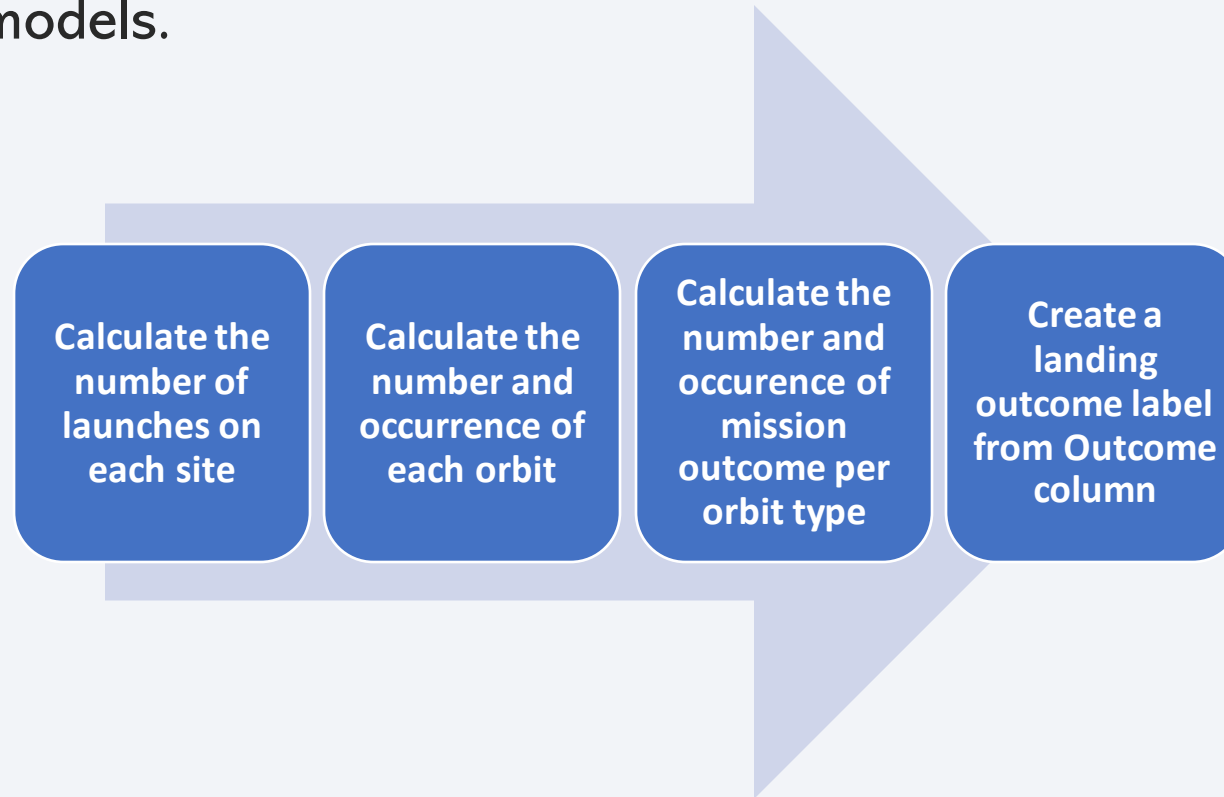 models.
Calculate the
number of
launches on
each site
Calculate the
number and
occurrence of
each orbit
Calculate the
number and
occurence of
mission
outcome per
orbit type
Create a
landing
outcome label
from Outcome
column